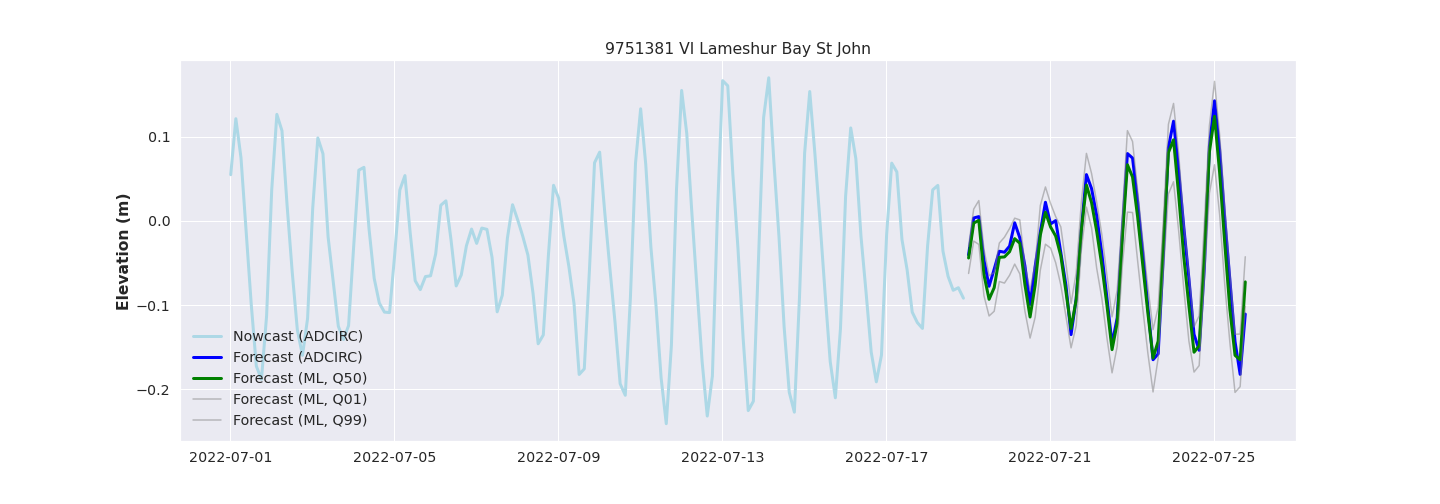 9751381 VI Lameshur Bay St John
Elevation (m)
0.1
0.0
−0.1
−0.2
Nowcast (ADCIRC)
Forecast (ADCIRC)
Forecast (ML, Q50)
Forecast (ML, Q01)
Forecast (ML, Q99)
2022-07-01 2022-07-05 2022-07-09 2022-07-13 2022-07-17 2022-07-21 2022-07-25